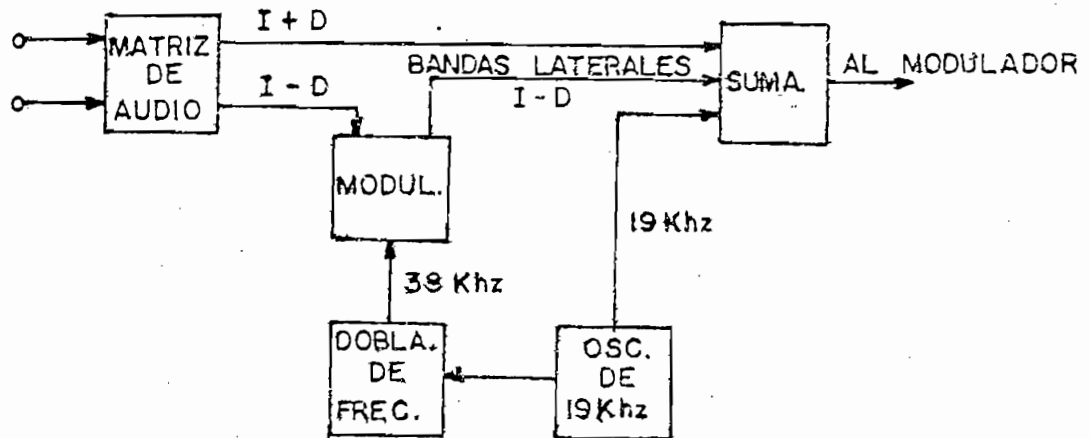 I + D
MATRIZ
DE
AUDIO
I - D
BANDAS LATERALES
I - D
SUMA.
AL MODULADOR
MODUL.
19 Khz
38 Khz
DOBLA.
DE
FREC.
OSC.
DE
19 Khz